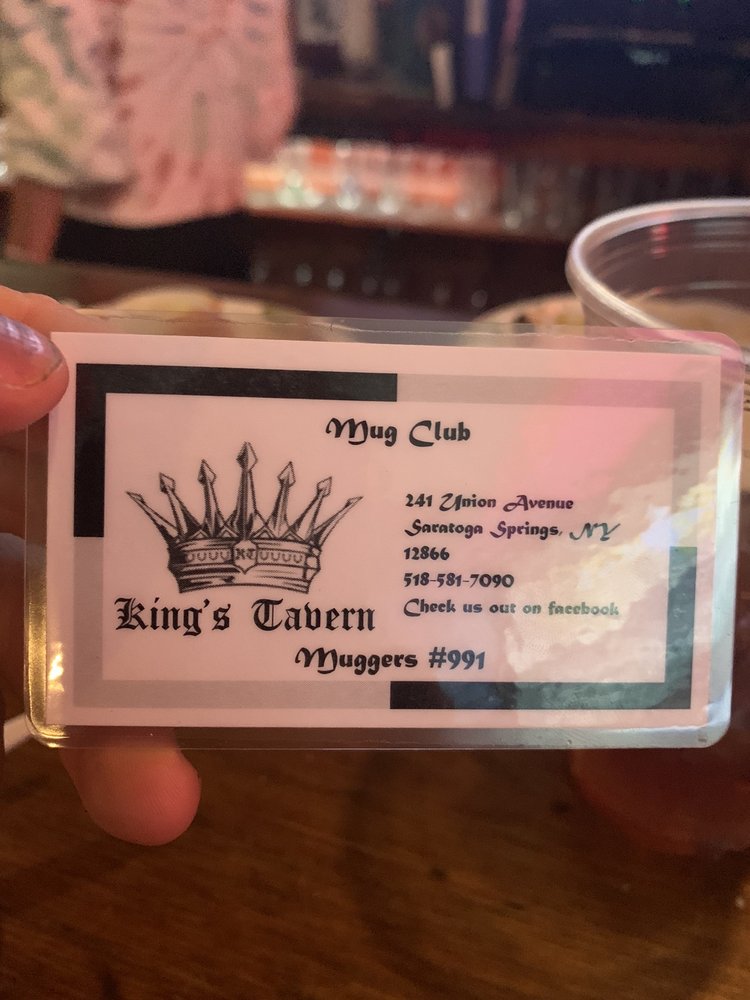 Mug Club
241 Union Avenue
Saratoga Springs, NY
12866
518-581-7090
Check us out on facebook
KT
King's Tavern
Muggers #991